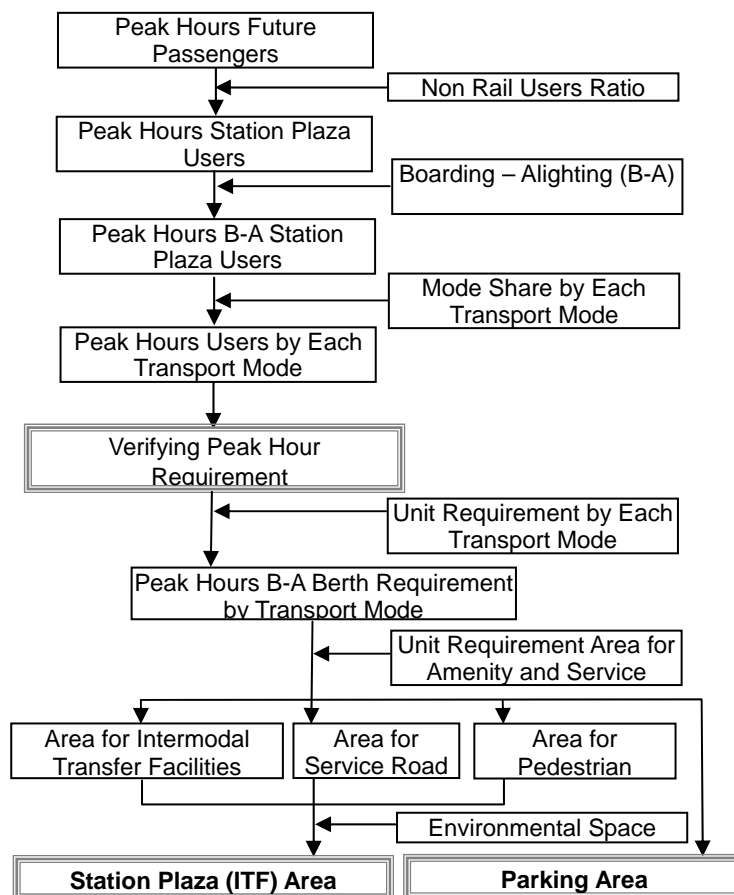 Peak Hours Future
Passengers
Non Rail Users Ratio
Peak Hours Station Plaza
Users
Boarding – Alighting (B-A)
Peak Hours B-A Station
Plaza Users
Mode Share by Each
Transport Mode
Peak Hours Users by Each
Transport Mode
Verifying Peak Hour
Requirement
Unit Requirement by Each
Transport Mode
Peak Hours B-A Berth Requirement
by Transport Mode
Unit Requirement Area for
Amenity and Service
Area for Intermodal
Transfer Facilities
Area for
Service Road
Area for
Pedestrian
Environmental Space
Station Plaza (ITF) Area
Parking Area